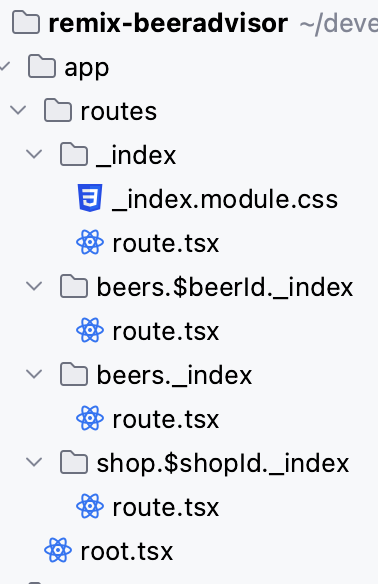 remix-beeradvisor ~/deve
app
routes
_index
_index.module.css
route.tsx
beers.$beerId._index
route.tsx
beers._index
route.tsx
shop.$shopId._index
route.tsx
root.tsx